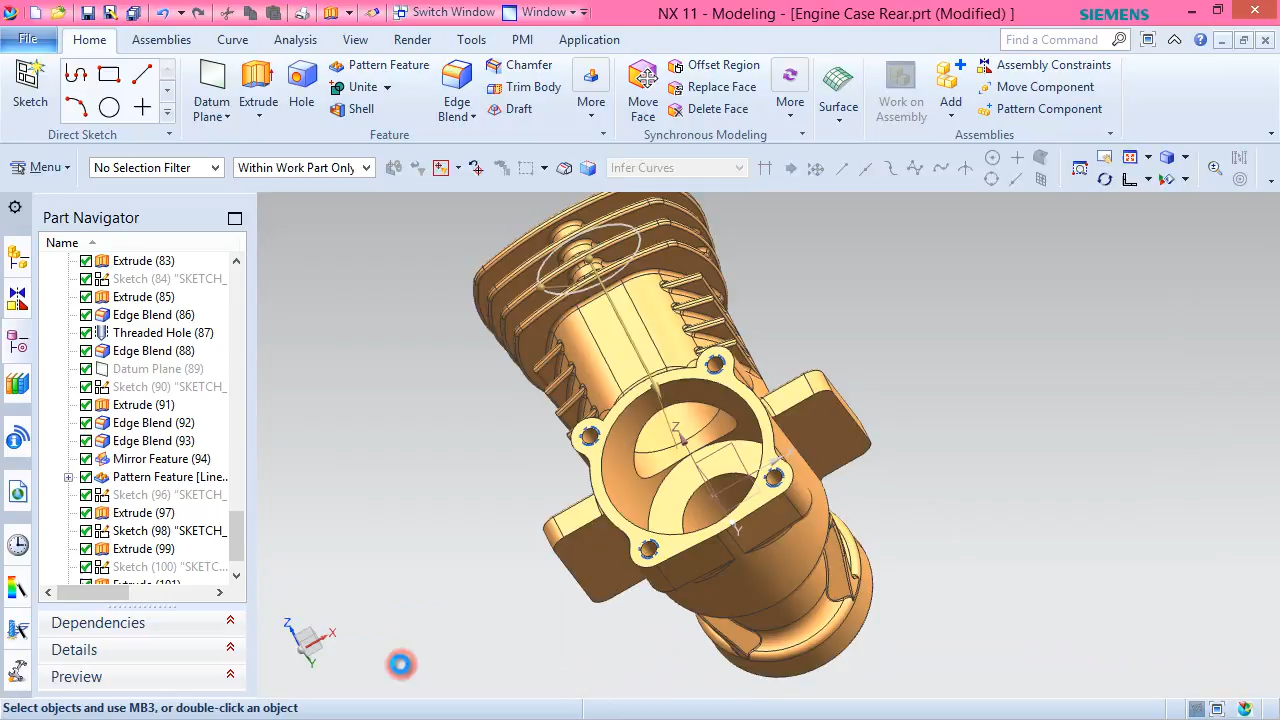 Switch Window Window NX 11 - Modeling - [Engine Case Rear.prt (Modified) ] SIEMENS
File Home Assemblies Curve Analysis View Render Tools PMI Application Find a Command
Sketch Direct Sketch
Datum Plane Extrude Hole Pattern Feature Unite Shell Edge Blend Chamfer Trim Body Draft More Feature
Move Face Offset Region Replace Face Delete Face More Synchronous Modeling
Surface
Work on Assembly Add Assembly Constraints Move Component Pattern Component Assemblies
Menu No Selection Filter Within Work Part Only Infer Curves
Part Navigator
Name
Extrude (83)
Sketch (84) "SKETCH_
Extrude (85)
Edge Blend (86)
Threaded Hole (87)
Edge Blend (88)
Datum Plane (89)
Sketch (90) "SKETCH_
Extrude (91)
Edge Blend (92)
Edge Blend (93)
Mirror Feature (94)
Pattern Feature [Line..
Sketch (96) "SKETCH_
Extrude (97)
Sketch (98) "SKETCH_
Extrude (99)
Sketch (100) "SKETC...
Extrude (101)
Dependencies
Details
Preview
Z
Y
Z
X
Y
Select objects and use MB3, or double-click an object